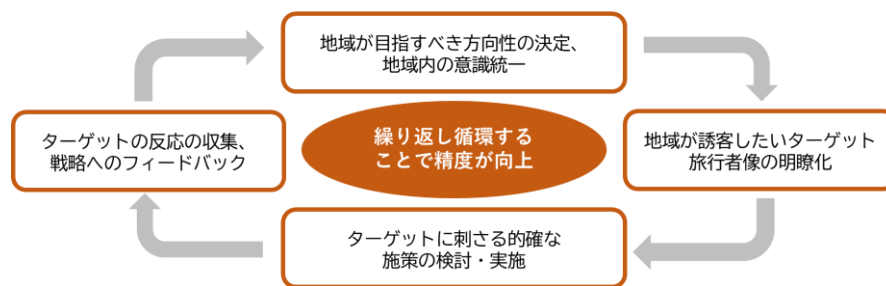 地域が目指すべき方向性の決定、
地域内の意識統一
ターゲットの反応の収集、
戦略へのフィードバック
繰り返し循環する
ことで精度が向上
地域が誘客したいターゲット
旅行者像の明瞭化
ターゲットに刺さる的確な
施策の検討・実施